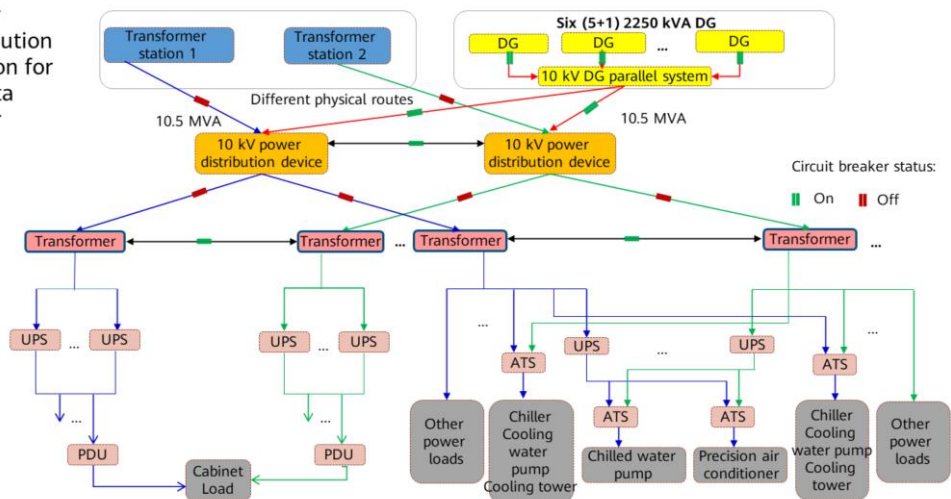 ution
on for
ta
Transformer
station 1
Transformer
station 2
Six (5+1) 2250 kVA DG
DG
DG
...
DG
10 kV DG parallel system
Different physical routes
10.5 MVA
10.5 MVA
10 kV power
distribution device
10 kV power
distribution device
Circuit breaker status:
On
Off
Transformer
Transformer
...
Transformer
Transformer
...
UPS
...
UPS
UPS
...
UPS
...
ATS
UPS
...
UPS
ATS
...
...
PDU
...
PDU
Cabinet
Load
Other
power
loads
Chiller
Cooling
water
pump
Cooling tower
ATS
Chilled water
pump
ATS
Precision air
conditioner
Chiller
Cooling
water pump
Cooling
tower
Other
power
loads